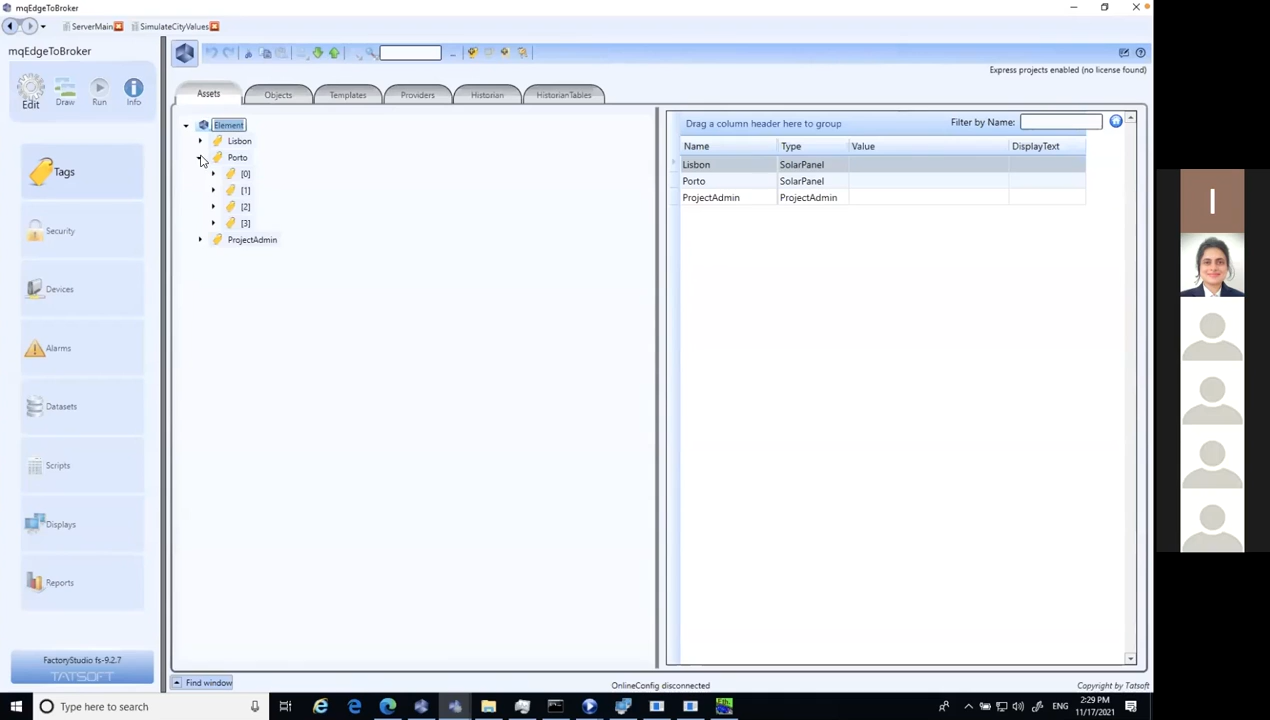 mqEdgeToBroker
ServerMain
SimulateCityValues
mqEdgeToBroker
Edit
Draw
Run
Info
Express projects enabled (no license found)
Assets
Objects
Templates
Providers
Historian
HistorianTables
Tags
Security
Devices
Alarms
Datasets
Scripts
Displays
Reports
FactoryStudio fs-9.2.7
TATSOFT
Element
Lisbon
Porto
[0]
[1]
[2]
[3]
ProjectAdmin
Drag a column header here to group
Filter by Name:
Name Type Value DisplayText
Lisbon SolarPanel
Porto SolarPanel
ProjectAdmin ProjectAdmin
Find window
OnlineConfig disconnected
Copyright by Tatsoft
Type here to search
ENG
2:29 PM
11/17/2021
I